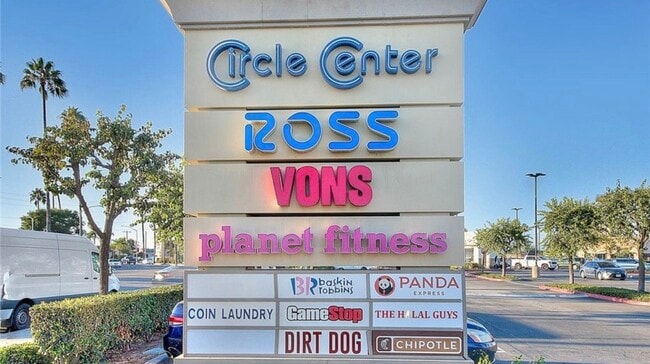 Circle Center
ROSS
VONS
planet fitness
BR baskin robbins
PANDA EXPRESS
COIN LAUNDRY
GameStop
THE HALAL GUYS
DIRT DOG
CHIPOTLE